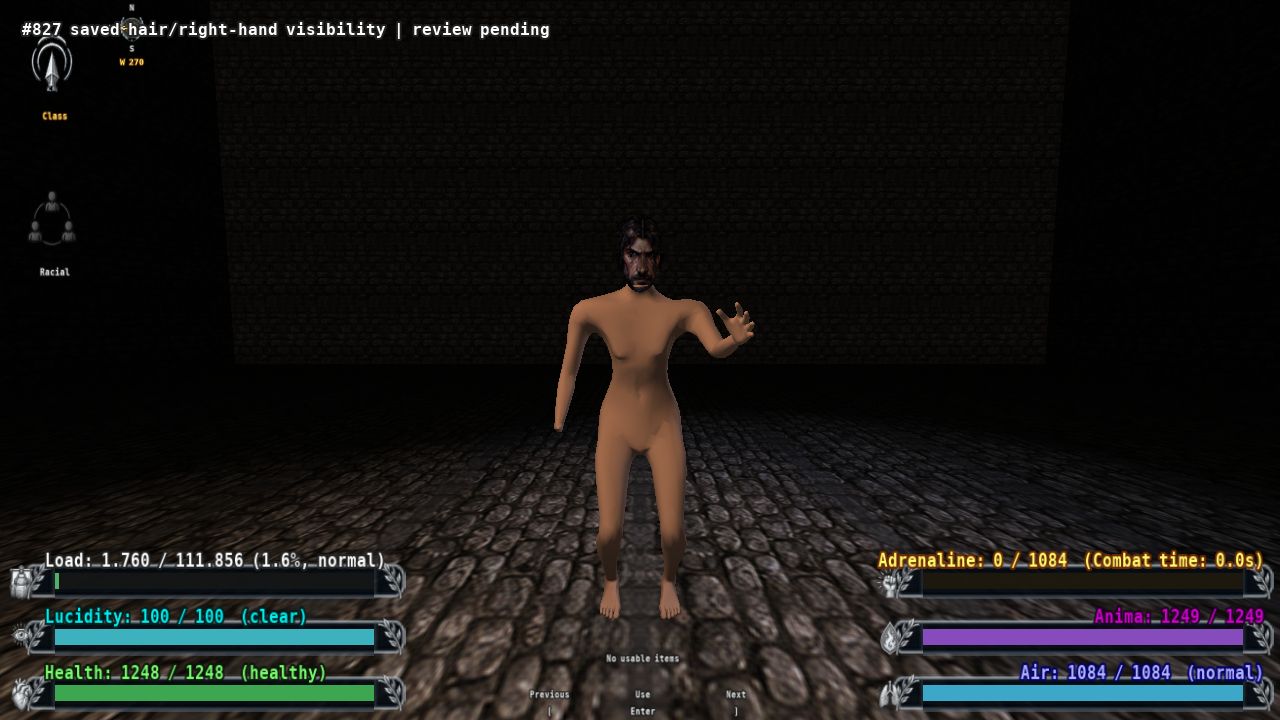 #827 saved-hair/right-hand visibility | review pending
N
S
W 270
Class
Racial
Load: 1.760 / 111.856 (1.6%, normal)
Adrenaline: 0 / 1084 (Combat time: 0.0s)
Lucidity: 100 / 100 (clear)
Anima: 1249 / 1249
Health: 1248 / 1248 (healthy)
Air: 1084 / 1084 (normal)
No usable items
Previous Use Next
[ Enter ]